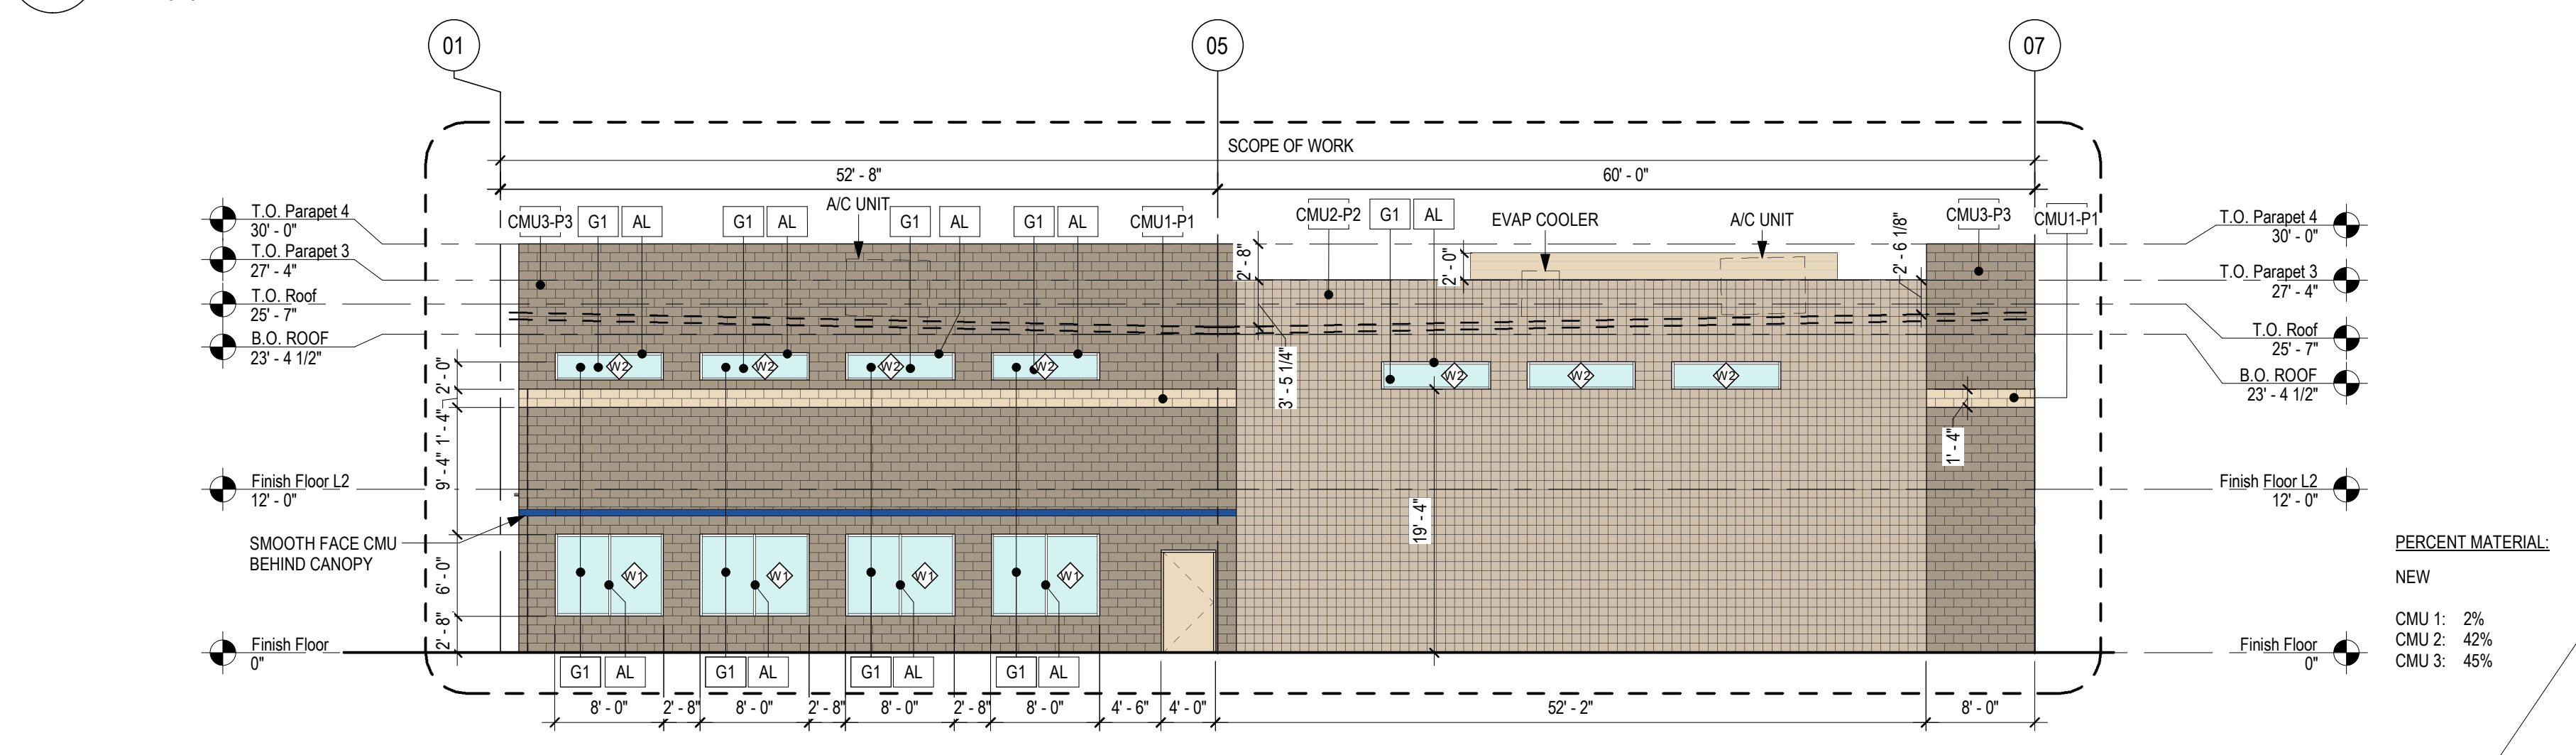 01
05
07
SCOPE OF WORK
52' - 8"
60' - 0"
T.O. Parapet 4
30' - 0"
T.O. Parapet 3
27' - 4"
T.O. Roof
25' - 7"
B.O. ROOF
23' - 4 1/2"
Finish Floor L2
12' - 0"
SMOOTH FACE CMU
BEHIND CANOPY
Finish Floor
0"
2' - 0"
1' - 4"
9' - 4"
6' - 0"
2' - 8"
CMU3-P3
G1
AL
G1
AL
A/C UNIT
G1
AL
G1
AL
CMU1-P1
CMU2-P2
G1
AL
EVAP COOLER
A/C UNIT
CMU3-P3
CMU1-P1
2' - 8"
2' - 0"
2' - 6 1/8"
3' - 5 1/4"
W2
W2
W2
W2
W2
W2
W2
1' - 4"
19' - 4"
W1
W1
W1
W1
G1
AL
G1
AL
G1
AL
G1
AL
8' - 0"
2' - 8"
8' - 0"
2' - 8"
8' - 0"
2' - 8"
8' - 0"
4' - 6"
4' - 0"
52' - 2"
8' - 0"
T.O. Parapet 4
30' - 0"
T.O. Parapet 3
27' - 4"
T.O. Roof
25' - 7"
B.O. ROOF
23' - 4 1/2"
Finish Floor L2
12' - 0"
Finish Floor
0"
PERCENT MATERIAL:
NEW
CMU 1: 2%
CMU 2: 42%
CMU 3: 45%